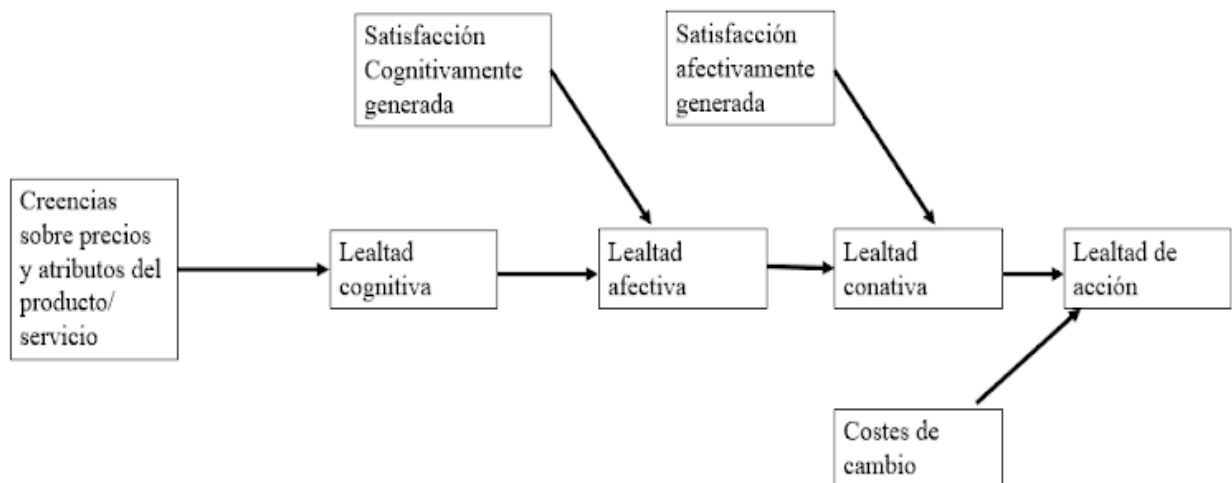 Satisfacción
Cognitivamente
generada
Satisfacción
afectivamente
generada
Creencias
sobre precios
y atributos del
producto/
servicio
Lealtad
cognitiva
Lealtad
afectiva
Lealtad
conativa
Lealtad de
acción
Costes de
cambio